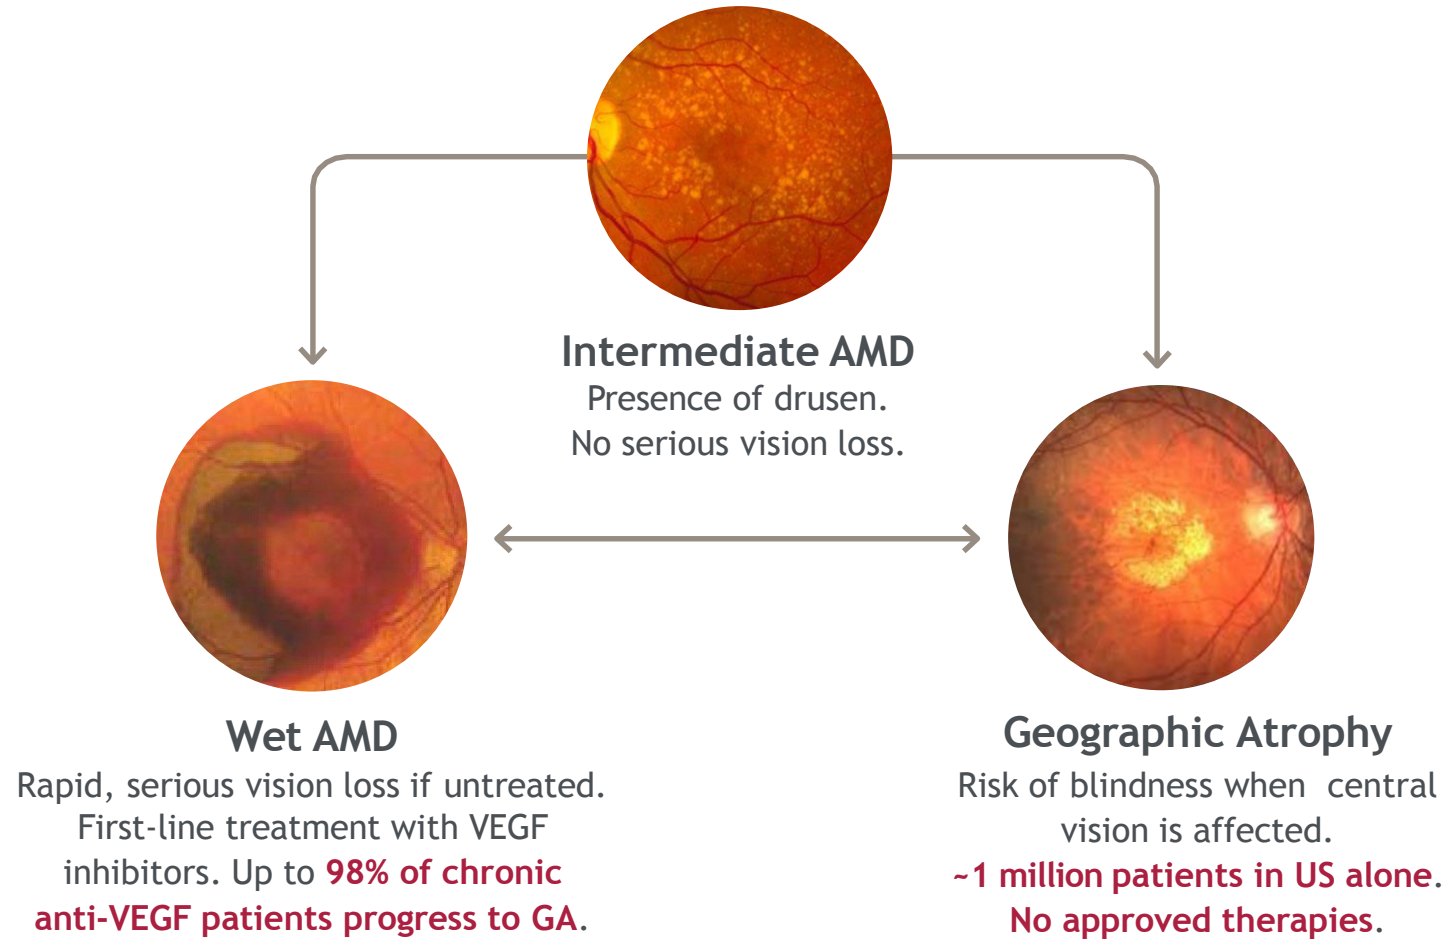 Intermediate AMD
Presence of drusen.
No serious vision loss.
Wet AMD
Rapid, serious vision loss if untreated.
First-line treatment with VEGF
inhibitors. Up to 98% of chronic
anti-VEGF patients progress to GA.
Geographic Atrophy
Risk of blindness when central
vision is affected.
~1 million patients in US alone.
No approved therapies.